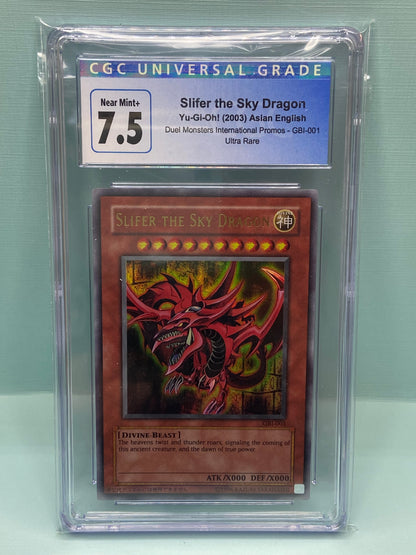 CGC UNIVERSAL GRADE
Near Mint+
7.5
Slifer the Sky Dragon
Yu-Gi-Oh! (2003) Asian English
Duel Monsters International Promos - GBI-001
Ultra Rare
SLIFER THE SKY DRAGON
神
GBI-001
[DIVINE-BEAST]
The heavens twist and thunder roars, signaling the coming
of this ancient creature, and the dawn of true power.
ATK/X000 DEF/X000